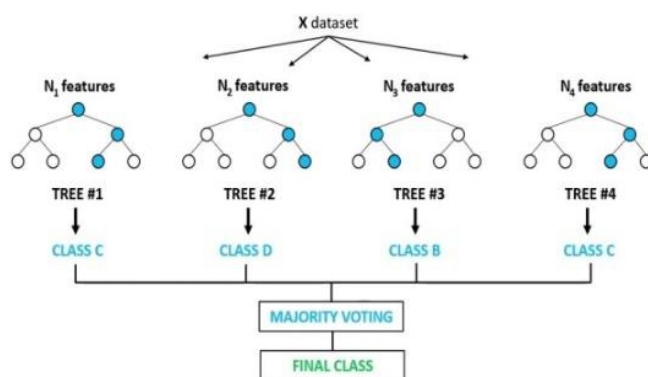 X dataset
N₁ features N₂ features N₃ features N₄ features
TREE #1 TREE #2 TREE #3 TREE #4
CLASS C CLASS D CLASS B CLASS C
MAJORITY VOTING
FINAL CLASS